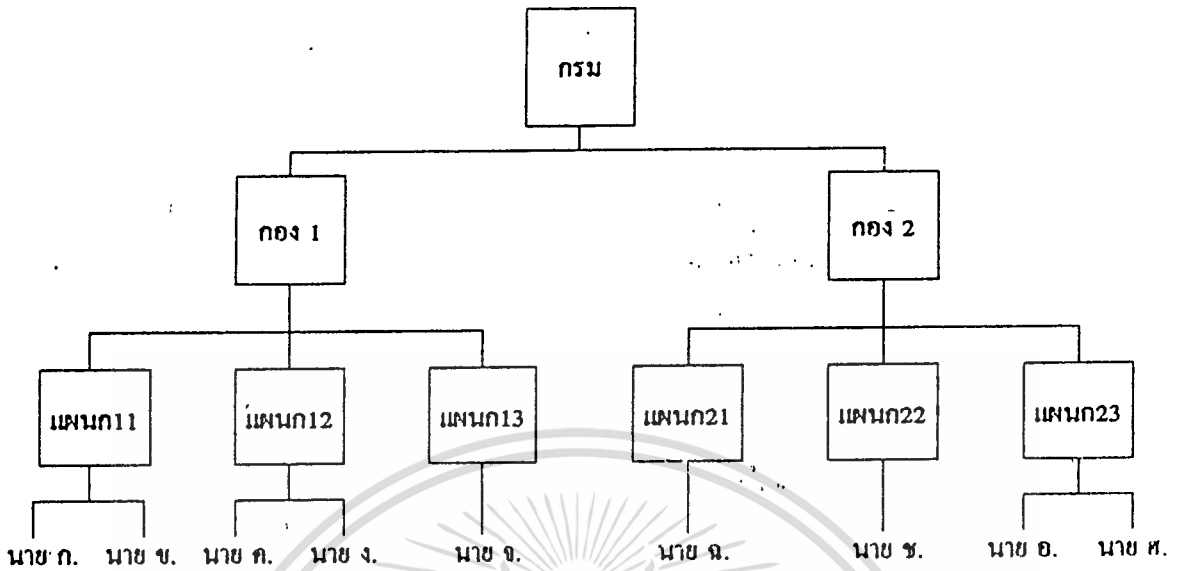 กรม
กอง 1 กอง 2
แผนก11 แผนก12 แผนก13 แผนก21 แผนก22 แผนก23
นาย ก. นาย ข. นาย ค. นาย ง. นาย จ. นาย ฉ. นาย ช. นาย อ. นาย ศ.